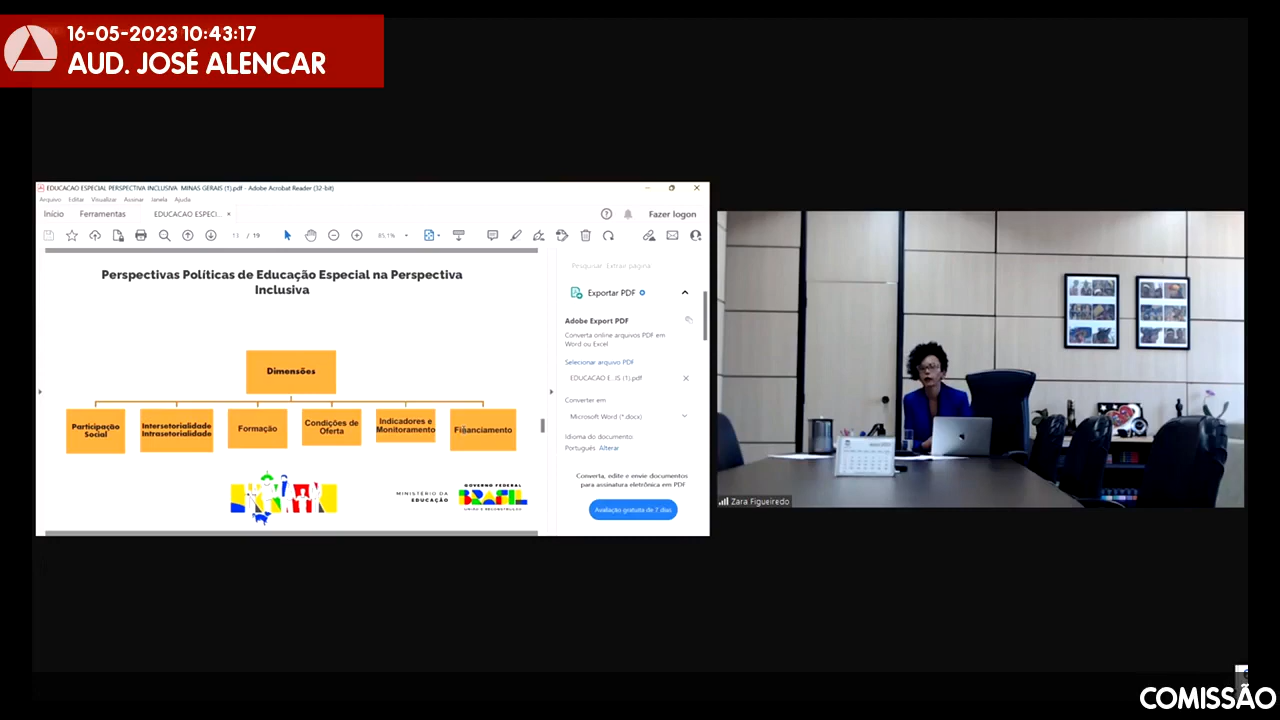 16-05-2023 10:43:17
AUD. JOSÉ ALENCAR
EDUCACAO ESPECIAL PERSPECTIVA INCLUSIVA MINAS GERAIS (1).pdf - Adobe Acrobat Reader (32-bit)
Arquivo Editar Visualizar Assinar Janela Ajuda
Início Ferramentas EDUCACAO ESPECI... ×
Fazer logon
13 / 19
85,1%
Perspectivas Políticas de Educação Especial na Perspectiva
Inclusiva
Dimensões
Participação
Social
Intersetorialidade
Intrasetorialidade
Formação
Condições de
Oferta
Indicadores e
Monitoramento
Financiamento
MINISTÉRIO DA
EDUCAÇÃO
GOVERNO FEDERAL
BRASIL
UNIÃO E RECONSTRUÇÃO
Pesquisar 'Extrair página'
Exportar PDF
Adobe Export PDF
Converta online arquivos PDF em
Word ou Excel
Selecionar arquivo PDF
EDUCACAO E...IS (1).pdf
Converter em
Microsoft Word (*.docx)
Idioma do documento:
Português Alterar
Converta, edite e envie documentos
para assinatura eletrônica em PDF
Avaliação gratuita de 7 dias
Zara Figueiredo
COMISSÃO